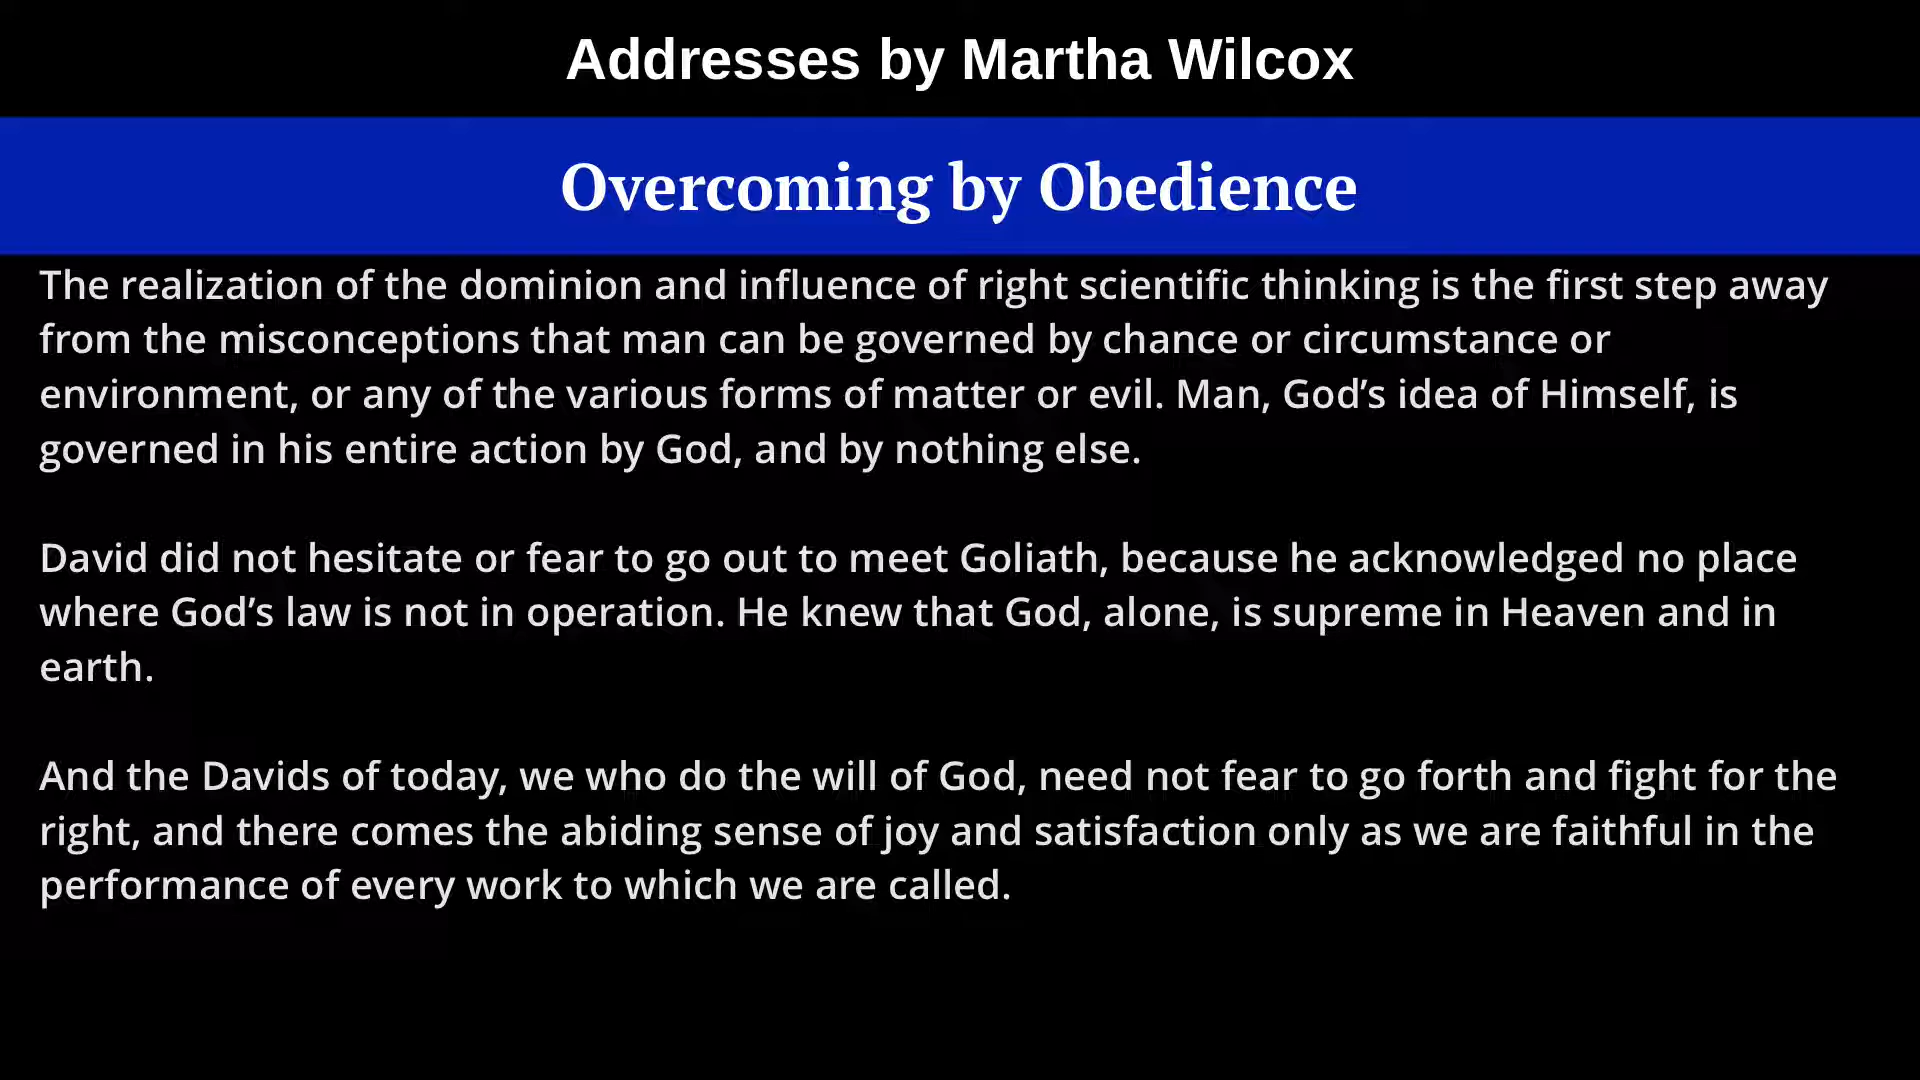 Addresses by Martha Wilcox
Overcoming by Obedience
The realization of the dominion and influence of right scientific thinking is the first step away
from the misconceptions that man can be governed by chance or circumstance or
environment, or any of the various forms of matter or evil. Man, God’s idea of Himself, is
governed in his entire action by God, and by nothing else.
David did not hesitate or fear to go out to meet Goliath, because he acknowledged no place
where God’s law is not in operation. He knew that God, alone, is supreme in Heaven and in
earth.
And the Davids of today, we who do the will of God, need not fear to go forth and fight for the
right, and there comes the abiding sense of joy and satisfaction only as we are faithful in the
performance of every work to which we are called.